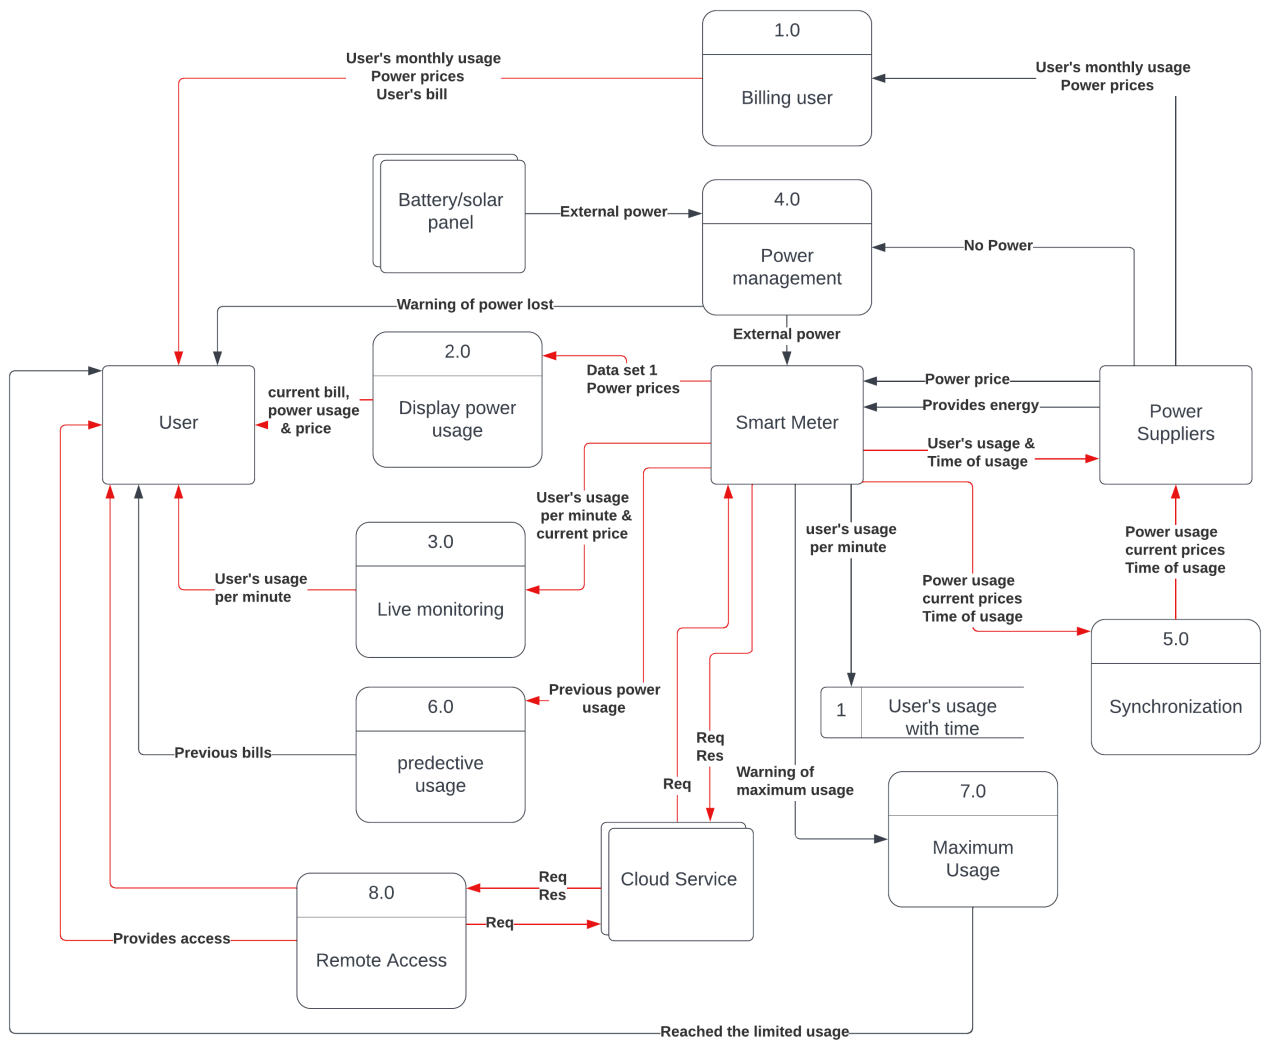 1.0
Billing user
User's monthly usage
Power prices
User's bill
User's monthly usage
Power prices
Battery/solar
panel
External power
4.0
Power
management
No Power
Warning of power lost
External power
2.0
Display power
usage
Data set 1
Power prices
current bill,
power usage
& price
User
Smart Meter
Power price
Provides energy
Power
Suppliers
User's usage &
Time of usage
User's usage
per minute &
current price
user's usage
per minute
Power usage
current prices
Time of usage
Power usage
current prices
Time of usage
3.0
Live monitoring
User's usage
per minute
5.0
Synchronization
6.0
predective
usage
Previous power
usage
Previous bills
1
User's usage
with time
Req
Res
Req
Warning of
maximum usage
7.0
Maximum
Usage
Cloud Service
Req
Res
Req
8.0
Remote Access
Provides access
Reached the limited usage